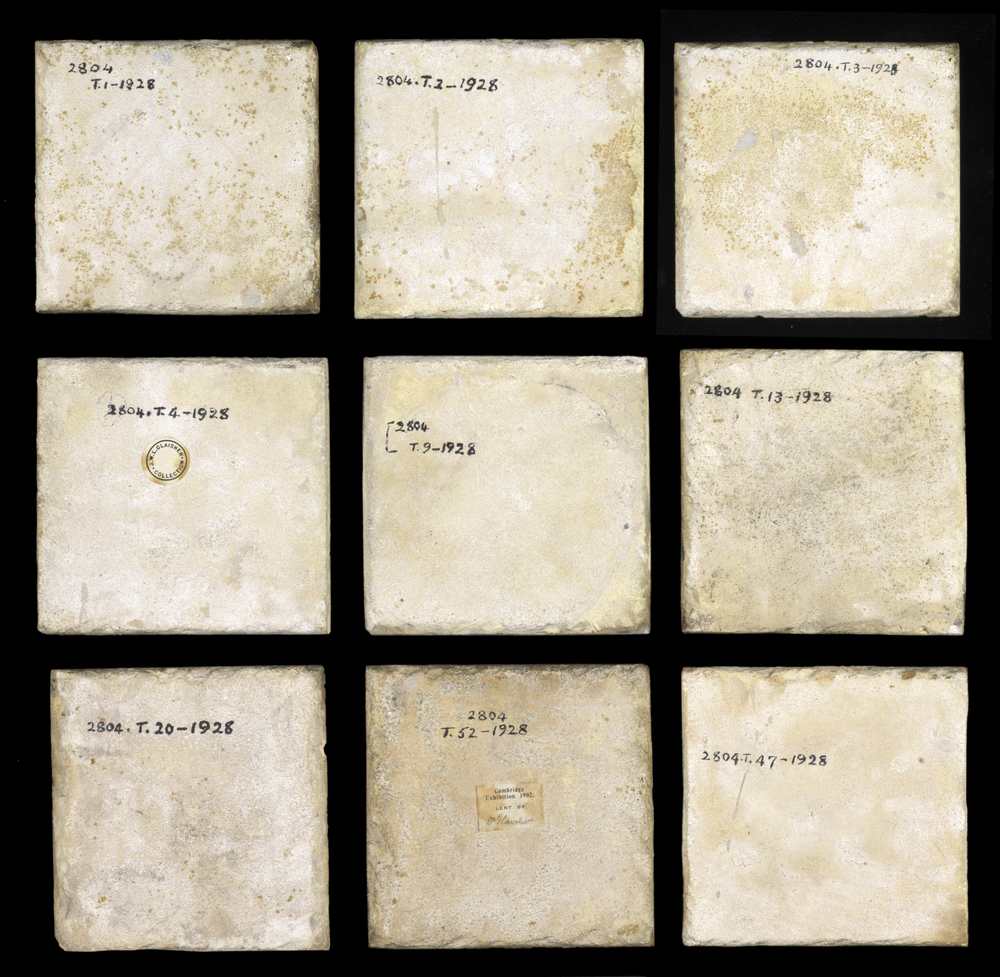 2804
T.1-1928
2804.T.2-1928
2804.T.3-1928
2804.T.4-1928
J.W.L. GLAISHER
COLLECTION
2804
T.9-1928
2804 T.13-1928
2804.T.20-1928
2804
T.52-1928
Cambridge
Exhibition 1902.
LENT BY
2804.T.47-1928